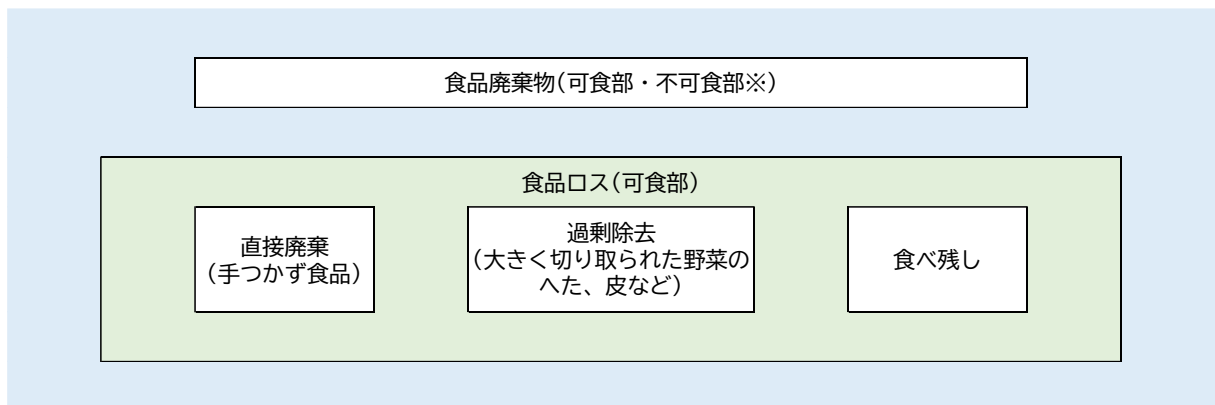 食品廃棄物(可食部・不可食部※)
食品ロス(可食部)
直接廃棄
(手つかず食品)
過剰除去
(大きく切り取られた野菜の
へた、皮など)
食べ残し